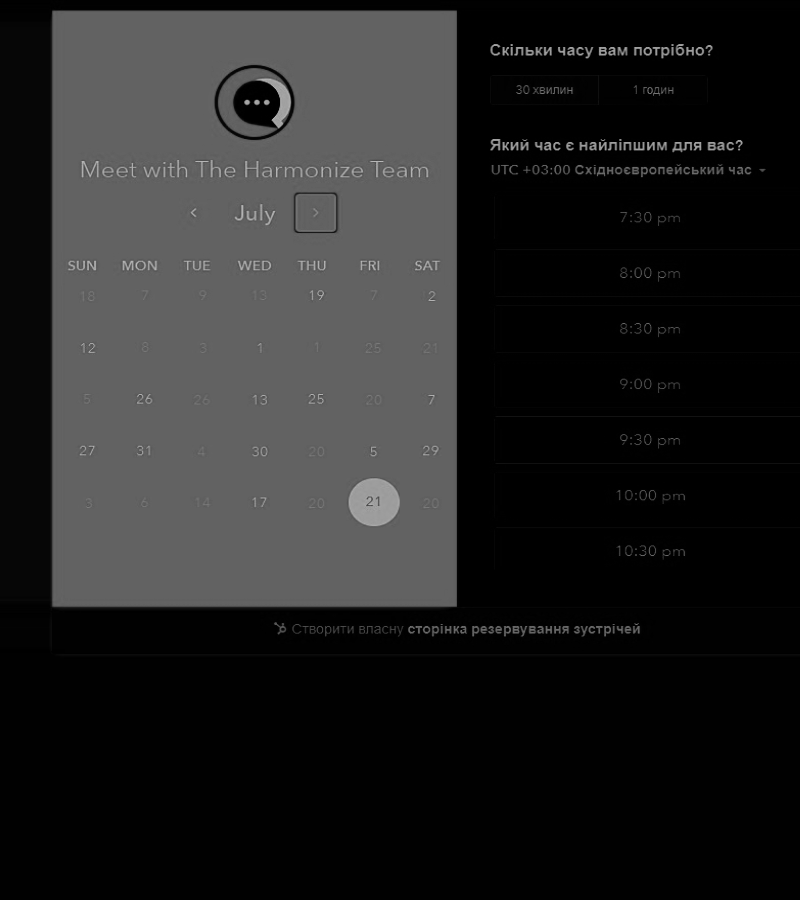 Meet with The Harmonize Team
July
SUN MON TUE WED THU FRI SAT
18 7 9 13 19 7 2
12 8 3 1 1 25 21
5 26 26 13 25 20 7
27 31 4 30 20 5 29
3 6 14 17 20 21 20
Скільки часу вам потрібно?
30 хвилин 1 годин
Який час є найліпшим для вас?
UTC +03:00 Східноєвропейський час
7:30 pm
8:00 pm
8:30 pm
9:00 pm
9:30 pm
10:00 pm
10:30 pm
Створити власну сторінка резервування зустрічей